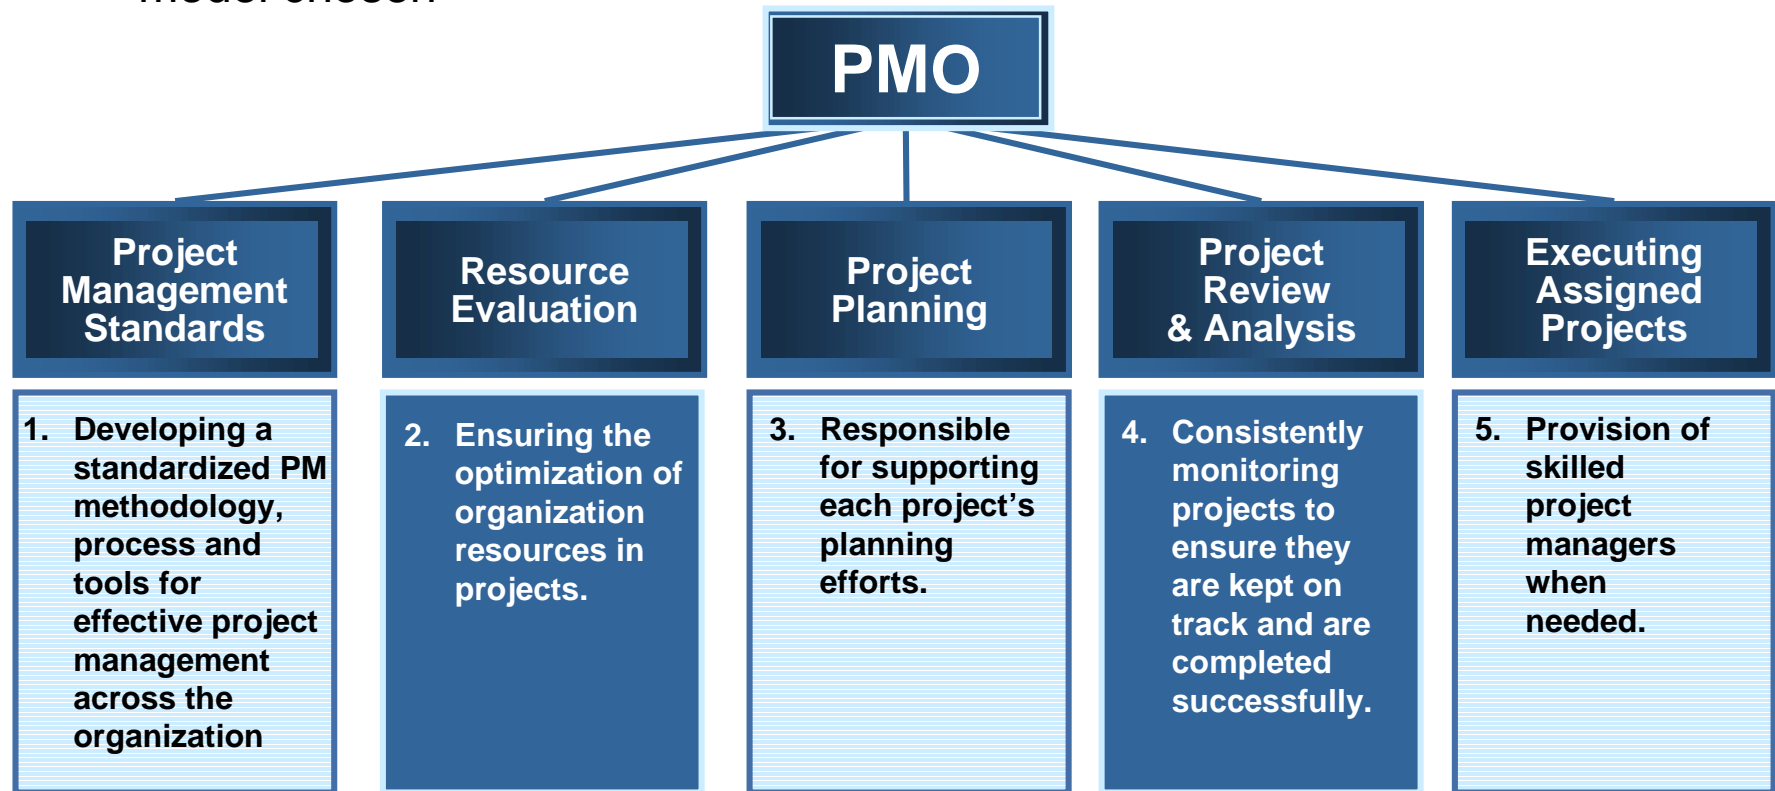 model chosen
PMO
Project
Management
Standards
Resource
Evaluation
Project
Planning
Project
Review
& Analysis
Executing
Assigned
Projects
1. Developing a
standardized PM
methodology,
process and
tools for
effective project
management
across the
organization
2. Ensuring the
optimization of
organization
resources in
projects.
3. Responsible
for supporting
each project’s
planning
efforts.
4. Consistently
monitoring
projects to
ensure they
are kept on
track and are
completed
successfully.
5. Provision of
skilled
project
managers
when
needed.